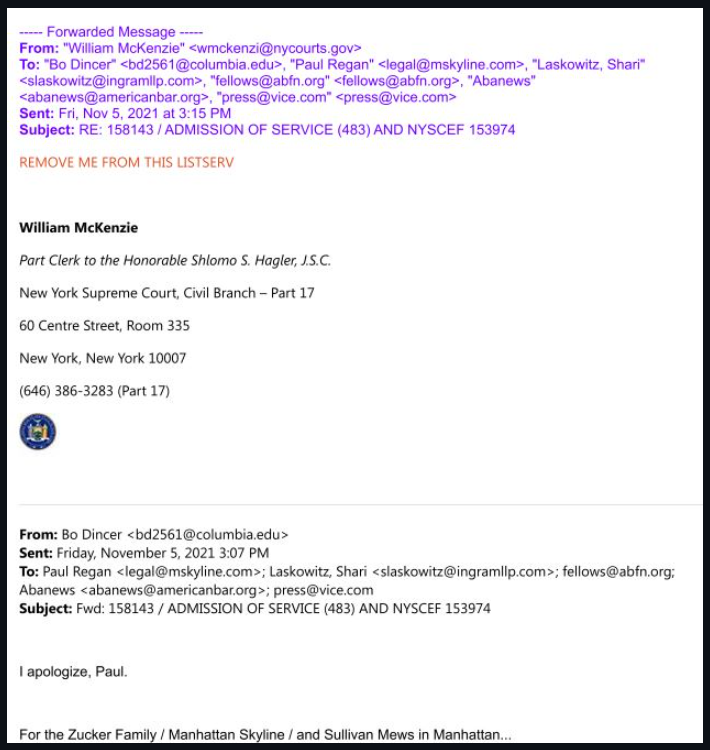 ----- Forwarded Message -----
From: "William McKenzie" <wmckenzi@nycourts.gov>
To: "Bo Dincer" <bd2561@columbia.edu>, "Paul Regan" <legal@mskyline.com>, "Laskowitz, Shari"
<slaskowitz@ingramllp.com>, "fellows@abfn.org" <fellows@abfn.org>, "Abanews"
<abanews@americanbar.org>, "press@vice.com" <press@vice.com>
Sent: Fri, Nov 5, 2021 at 3:15 PM
Subject: RE: 158143 / ADMISSION OF SERVICE (483) AND NYSCEF 153974
REMOVE ME FROM THIS LISTSERV
William McKenzie
Part Clerk to the Honorable Shlomo S. Hagler, J.S.C.
New York Supreme Court, Civil Branch – Part 17
60 Centre Street, Room 335
New York, New York 10007
(646) 386-3283 (Part 17)
From: Bo Dincer <bd2561@columbia.edu>
Sent: Friday, November 5, 2021 3:07 PM
To: Paul Regan <legal@mskyline.com>; Laskowitz, Shari <slaskowitz@ingramllp.com>; fellows@abfn.org;
Abanews <abanews@americanbar.org>; press@vice.com
Subject: Fwd: 158143 / ADMISSION OF SERVICE (483) AND NYSCEF 153974
I apologize, Paul.
For the Zucker Family / Manhattan Skyline / and Sullivan Mews in Manhattan...